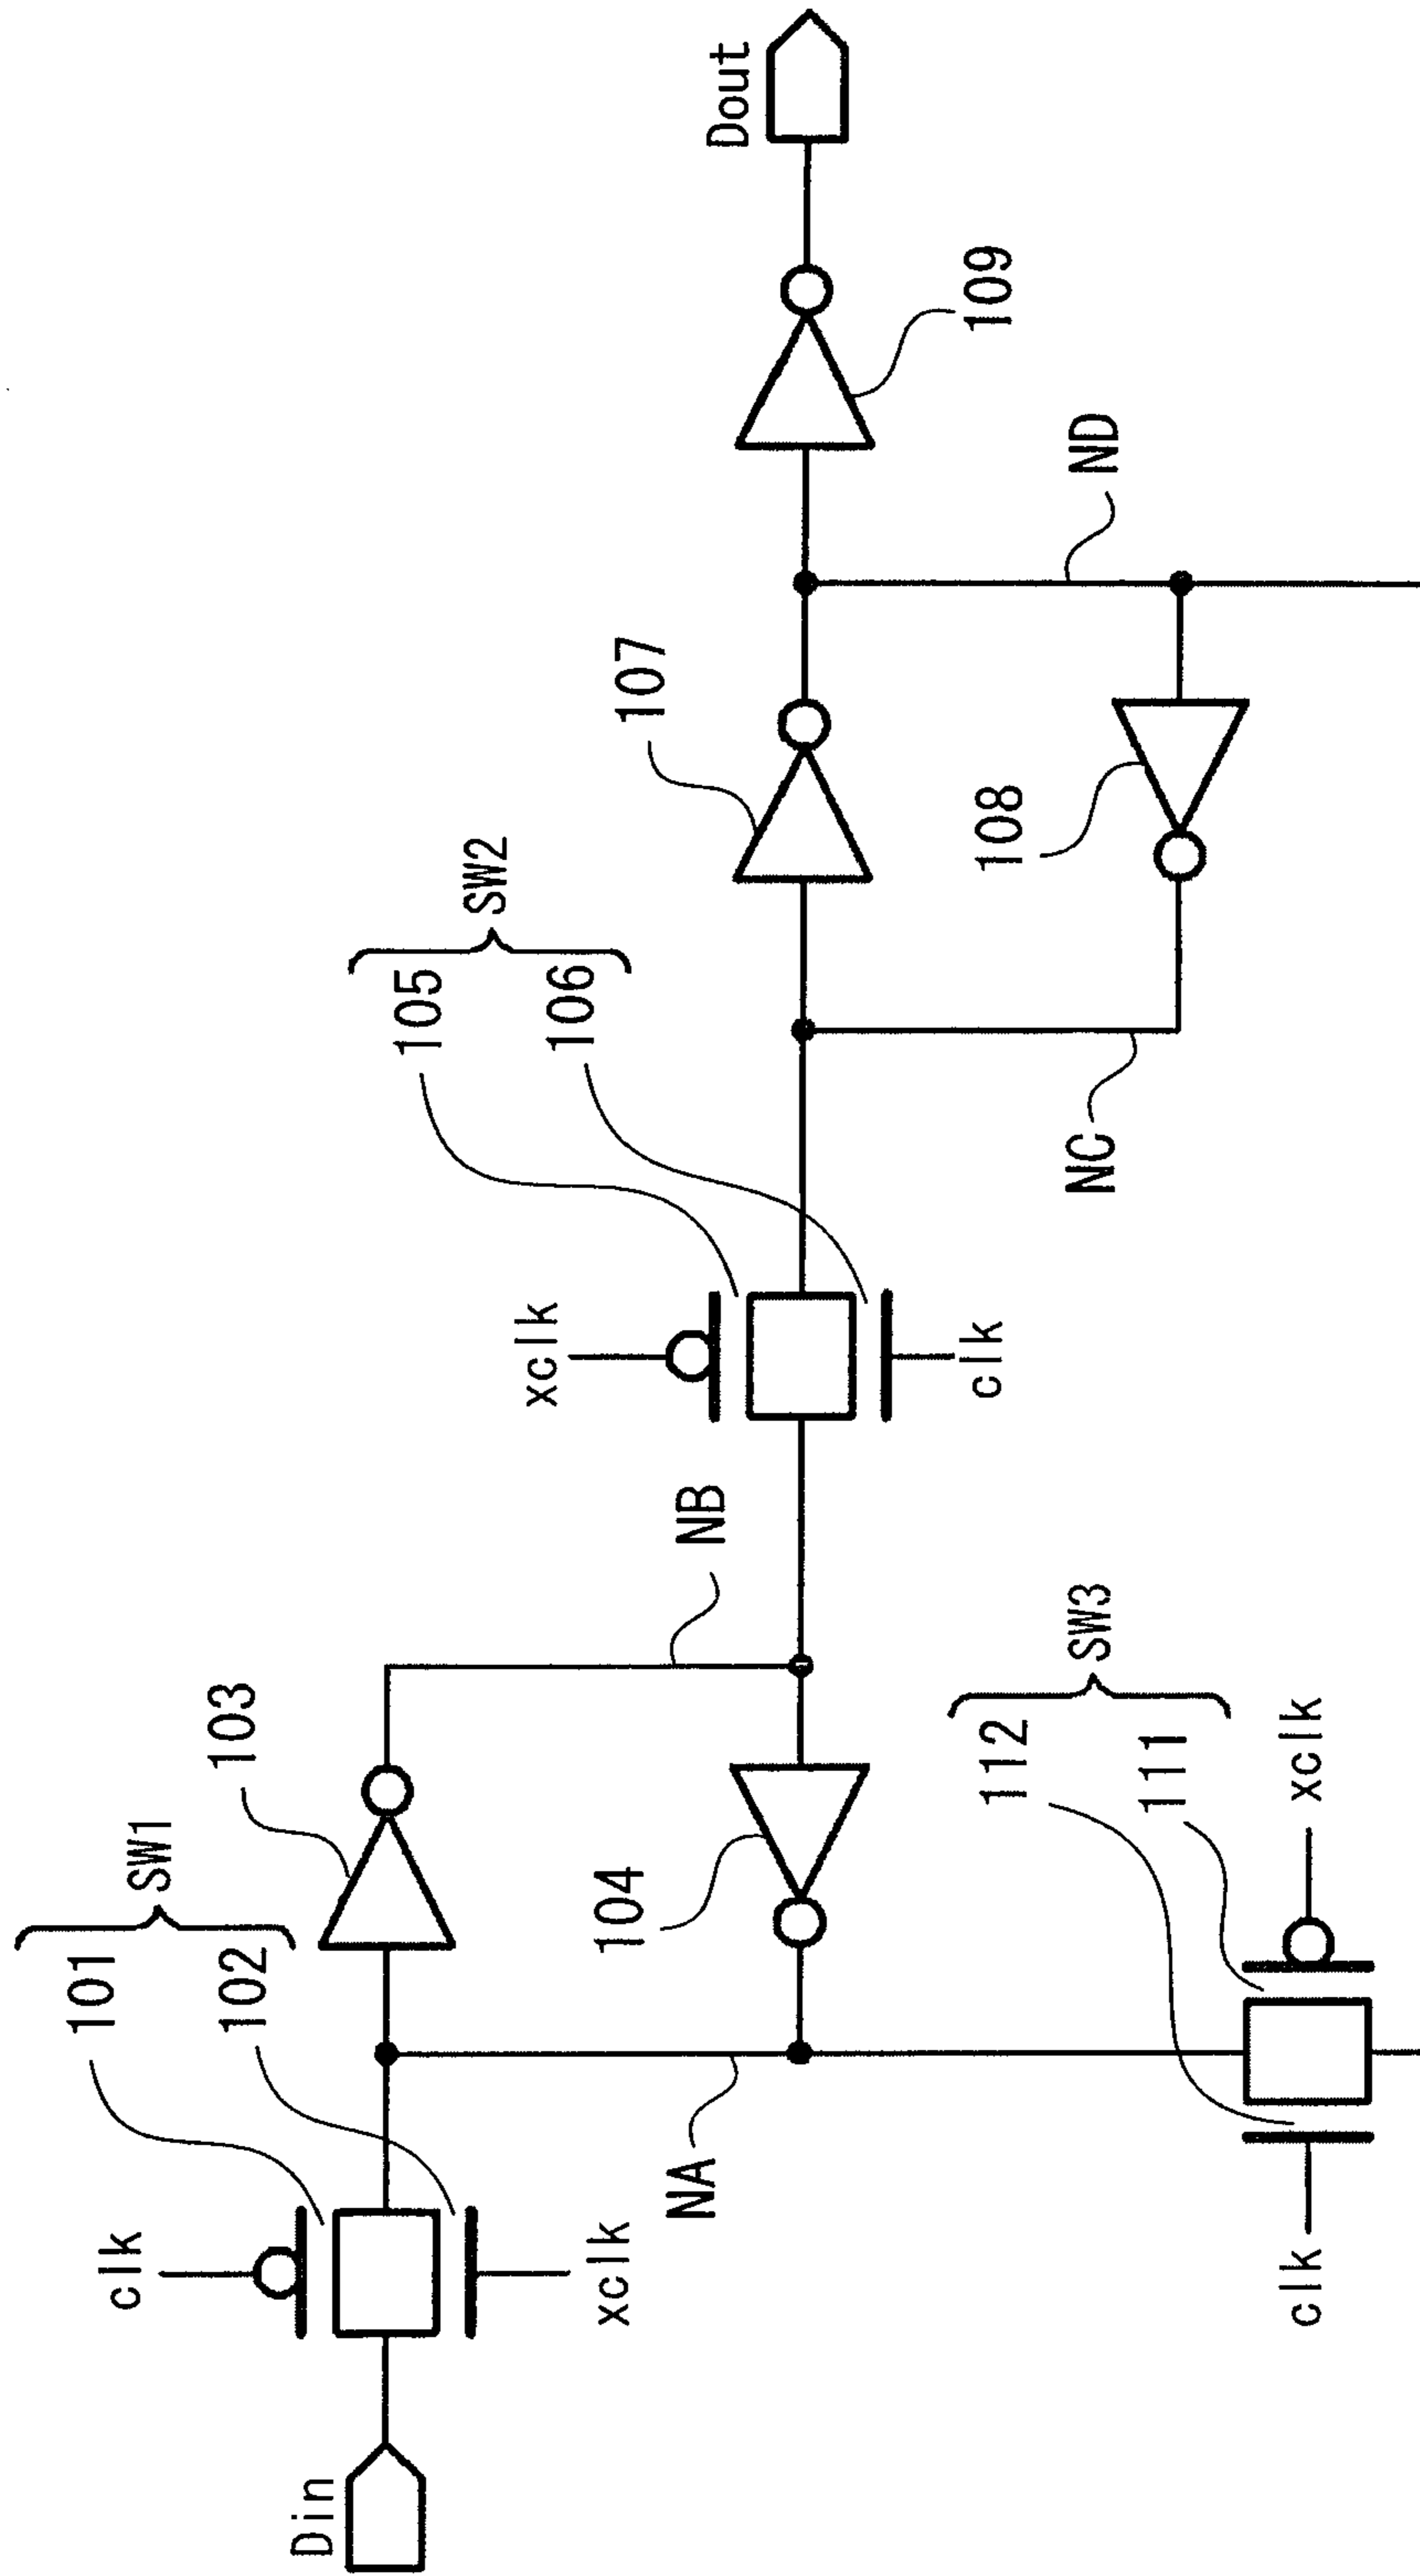 Din
clk
xclk
101
102
SW1
103
NA
104
NB
clk
xclk
112
111
SW3
xclk
clk
105
106
SW2
NC
107
108
ND
109
Dout